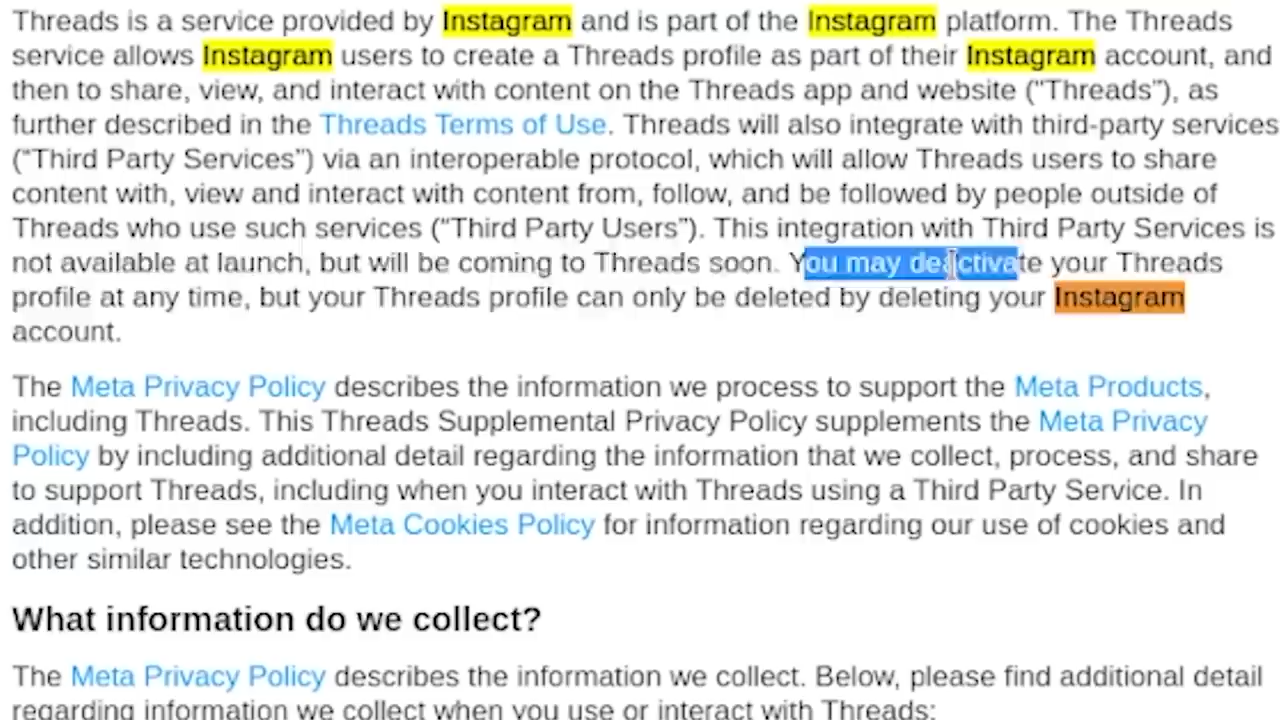 Threads is a service provided by Instagram and is part of the Instagram platform. The Threads
service allows Instagram users to create a Threads profile as part of their Instagram account, and
then to share, view, and interact with content on the Threads app and website (“Threads”), as
further described in the Threads Terms of Use. Threads will also integrate with third-party services
(“Third Party Services”) via an interoperable protocol, which will allow Threads users to share
content with, view and interact with content from, follow, and be followed by people outside of
Threads who use such services (“Third Party Users”). This integration with Third Party Services is
not available at launch, but will be coming to Threads soon. You may deactivate your Threads
profile at any time, but your Threads profile can only be deleted by deleting your Instagram
account.
The Meta Privacy Policy describes the information we process to support the Meta Products,
including Threads. This Threads Supplemental Privacy Policy supplements the Meta Privacy
Policy by including additional detail regarding the information that we collect, process, and share
to support Threads, including when you interact with Threads using a Third Party Service. In
addition, please see the Meta Cookies Policy for information regarding our use of cookies and
other similar technologies.
What information do we collect?
The Meta Privacy Policy describes the information we collect. Below, please find additional detail
regarding information we collect when you use or interact with Threads: